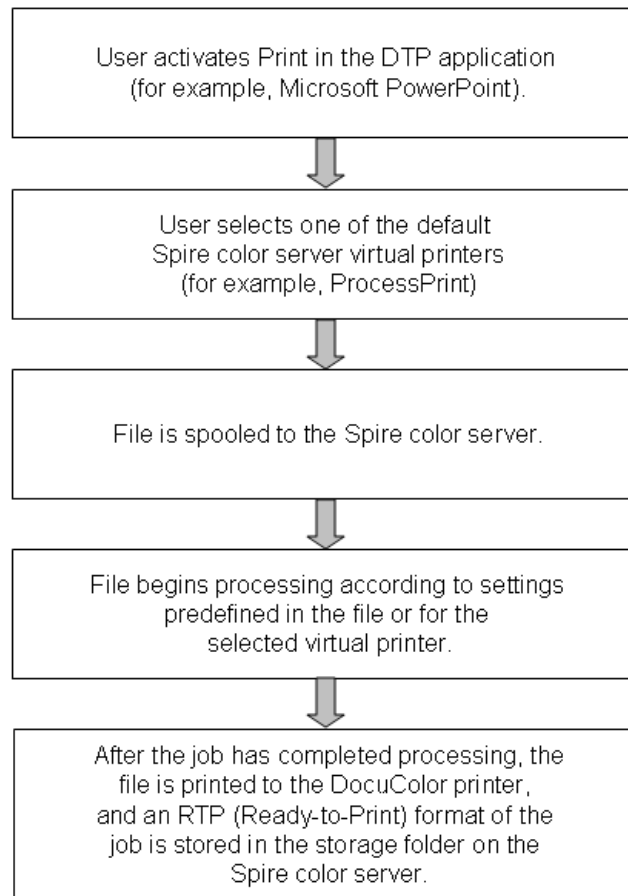 User activates Print in the DTP application
(for example, Microsoft PowerPoint).
User selects one of the default
Spire color server virtual printers
(for example, ProcessPrint)
File is spooled to the Spire color server.
File begins processing according to settings
predefined in the file or for the
selected virtual printer.
After the job has completed processing, the
file is printed to the DocuColor printer,
and an RTP (Ready-to-Print) format of the
job is stored in the storage folder on the
Spire color server.